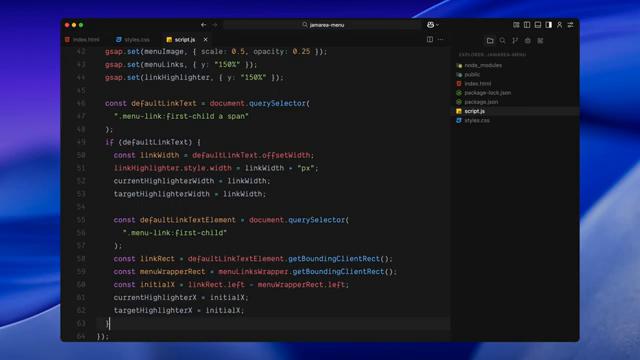 jamarea-menu
index.html
styles.css
script.js
42 gsap.set(menuImage, { scale: 0.5, opacity: 0.25 });
43 gsap.set(menuLinks, { y: "150%" });
44 gsap.set(linkHighlighter, { y: "150%" });
45
46 const defaultLinkText = document.querySelector(
47 ".menu-link:first-child a span"
48 );
49 if (defaultLinkText) {
50 const linkWidth = defaultLinkText.offsetWidth;
51 linkHighlighter.style.width = linkWidth + "px";
52 currentHighlighterWidth = linkWidth;
53 targetHighlighterWidth = linkWidth;
54
55 const defaultLinkTextElement = document.querySelector(
56 ".menu-link:first-child"
57 );
58 const linkRect = defaultLinkTextElement.getBoundingClientRect();
59 const menuWrapperRect = menuLinksWrapper.getBoundingClientRect();
60 const initialX = linkRect.left - menuWrapperRect.left;
61 currentHighlighterX = initialX;
62 targetHighlighterX = initialX;
63 }
64 });
EXPLORER: JAMAREA-MENU
node_modules
public
index.html
package-lock.json
package.json
script.js
styles.css